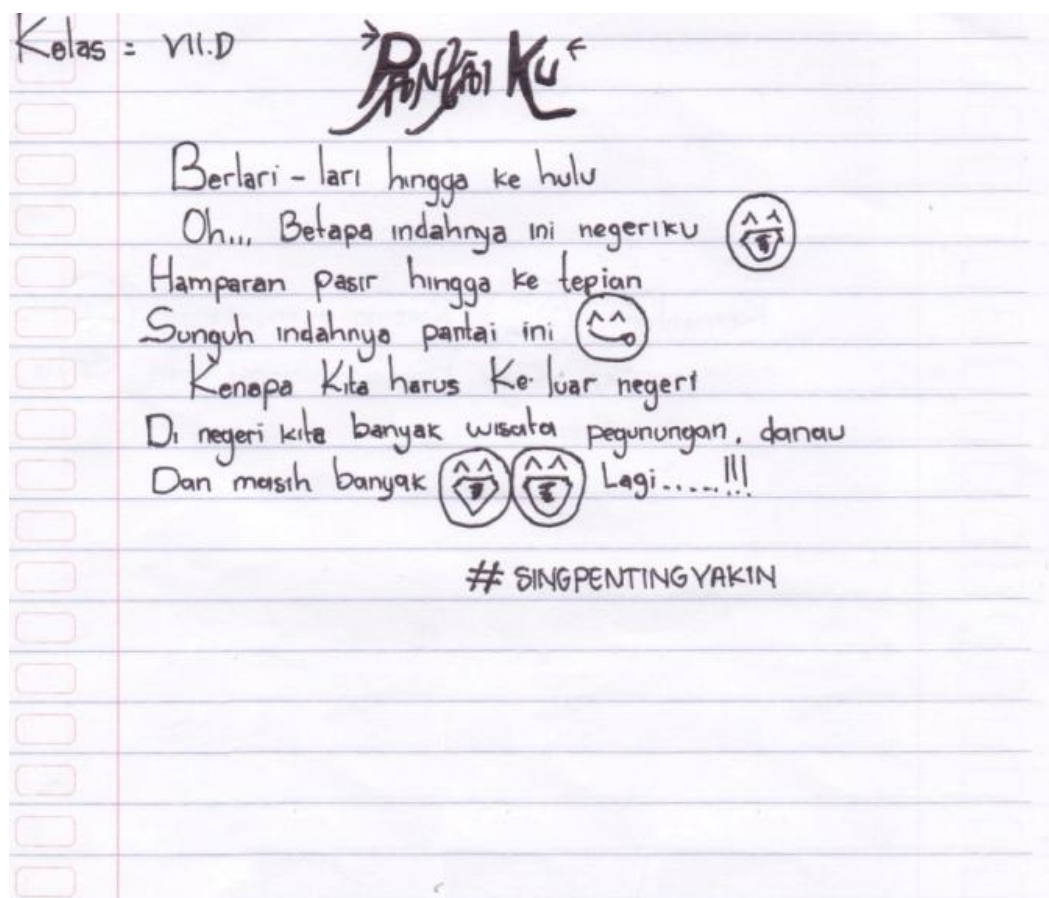 Kelas = VII.D
Pantai Ku
Berlari - lari hingga ke hulu
Oh,,, Betapa indahnya ini negeriku
Hamparan pasir hingga ke tepian
Sunguh indahnya pantai ini
Kenapa Kita harus Ke luar negeri
Di negeri kita banyak wisata pegunungan, danau
Dan masih banyak Lagi.....!!!
# SINGPENTINGYAKIN